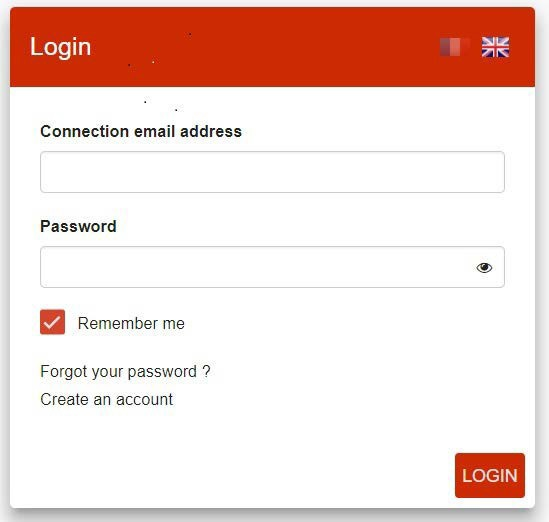 Login
Connection email address
Password
Remember me
Forgot your password ?
Create an account
LOGIN